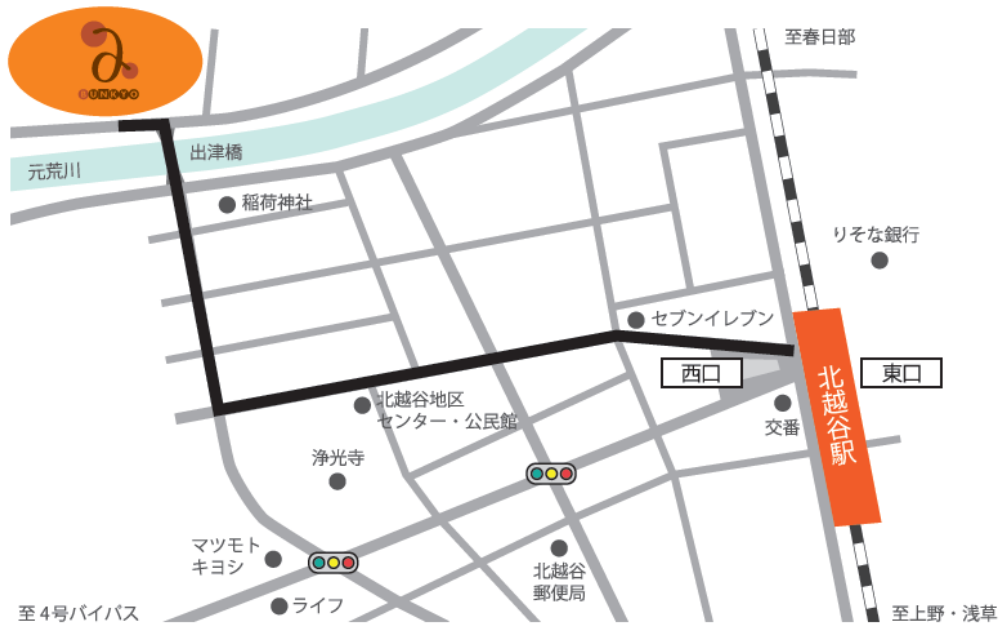 BUNKYO
至春日部
出津橋
元荒川
稲荷神社
りそな銀行
セブンイレブン
西口
東口
北越谷駅
北越谷地区
センター・公民館
交番
浄光寺
マツモト
キヨシ
北越谷
郵便局
ライフ
至4号バイパス
至上野・浅草